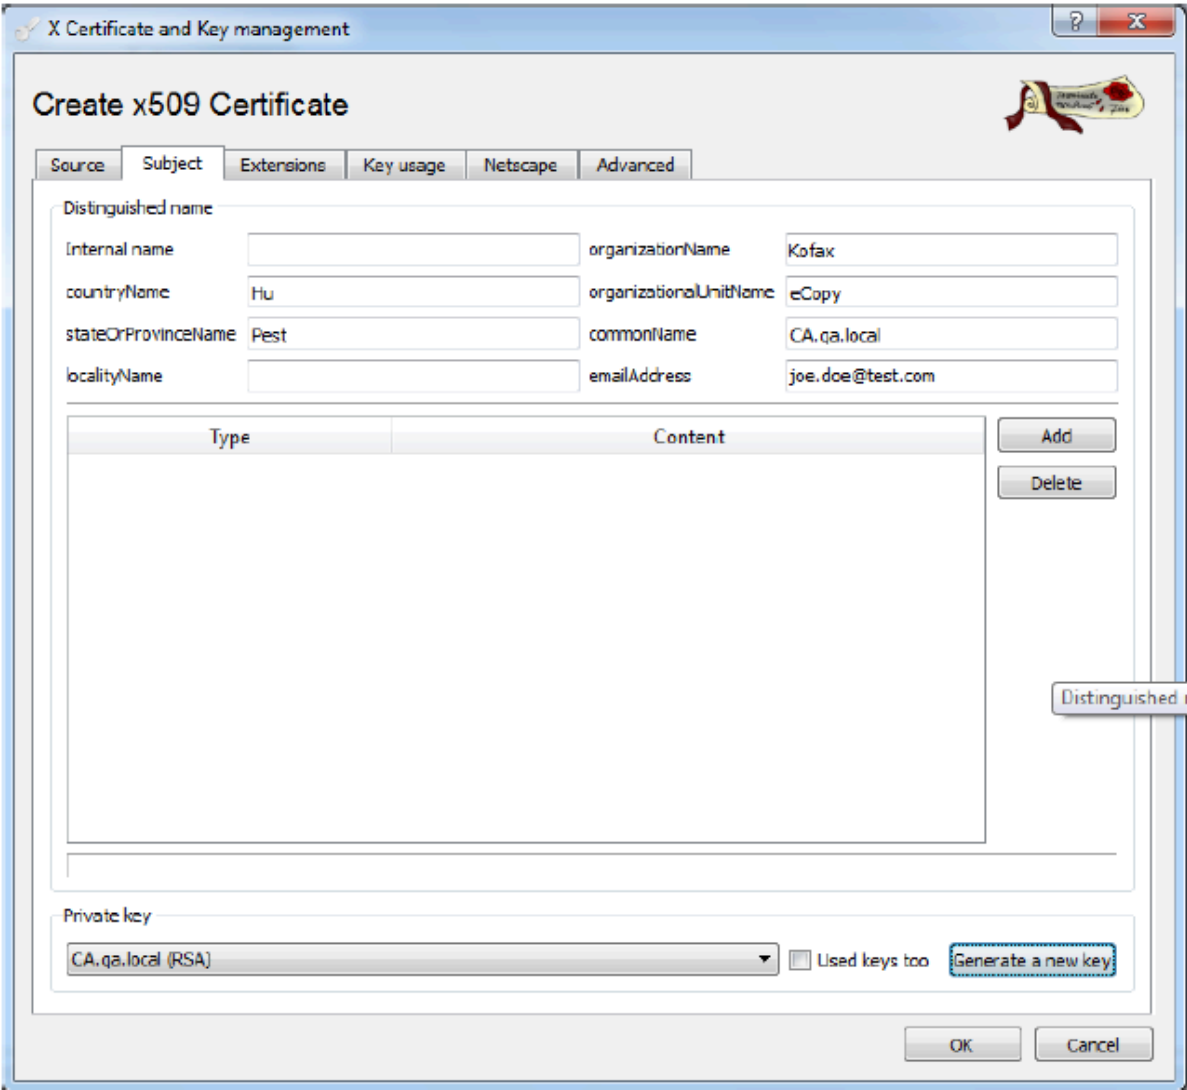 X Certificate and Key management
?
X
Create x509 Certificate
Source Subject Extensions Key usage Netscape Advanced
Distinguished name
Internal name organizationName Kofax
countryName Hu organizationalUnitName eCopy
stateOrProvinceName Pest commonName CA.qa.local
localityName emailAddress joe.doe@test.com
Type Content Add
Delete
Distinguished
Private key
CA.qa.local (RSA) Used keys too Generate a new key
OK Cancel